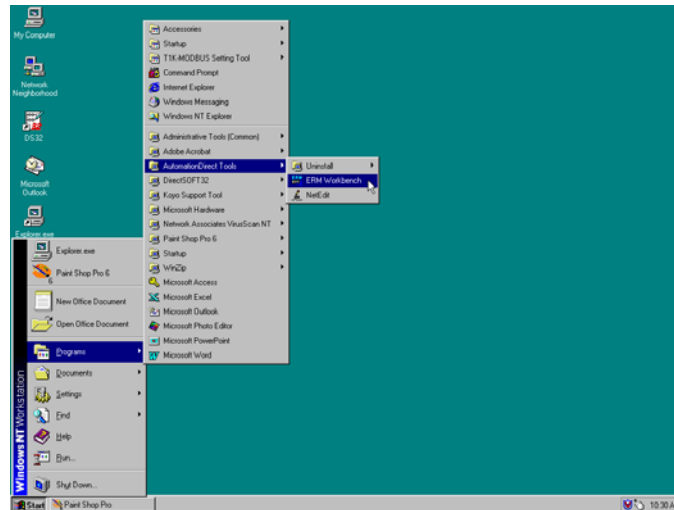 My Computer
Network
Neighborhood
DS32
Microsoft
Outlook
Explorer.exe
Accessories
Startup
T1K-MODBUS Setting Tool
Command Prompt
Internet Explorer
Windows Messaging
Windows NT Explorer
Administrative Tools (Common)
Adobe Acrobat
AutomationDirect Tools
DirectSOFT32
Koyo Support Tool
Microsoft Hardware
Network Associates VirusScan NT
Paint Shop Pro 6
Startup
WinZip
Microsoft Access
Microsoft Excel
Microsoft Outlook
Microsoft Photo Editor
Microsoft PowerPoint
Microsoft Word
Uninstall
ERM Workbench
NetEdit
Explorer.exe
Paint Shop Pro 6
New Office Document
Open Office Document
Programs
Documents
Settings
Find
Help
Run...
Shut Down...
Windows NT Workstation
Start
Paint Shop Pro
10:30 A